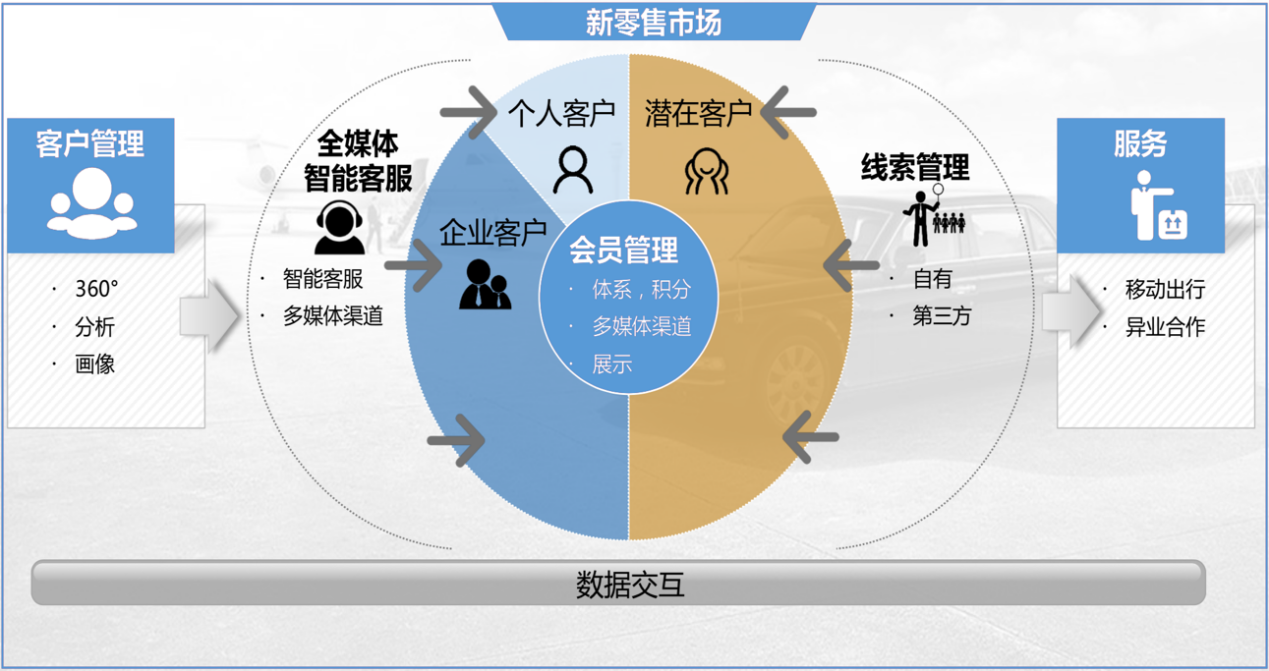 新零售市场
客户管理
· 360°
· 分析
· 画像
全媒体
智能客服
· 智能客服
· 多媒体渠道
个人客户
潜在客户
企业客户
会员管理
· 体系，积分
· 多媒体渠道
· 展示
线索管理
· 自有
· 第三方
服务
· 移动出行
· 异业合作
数据交互